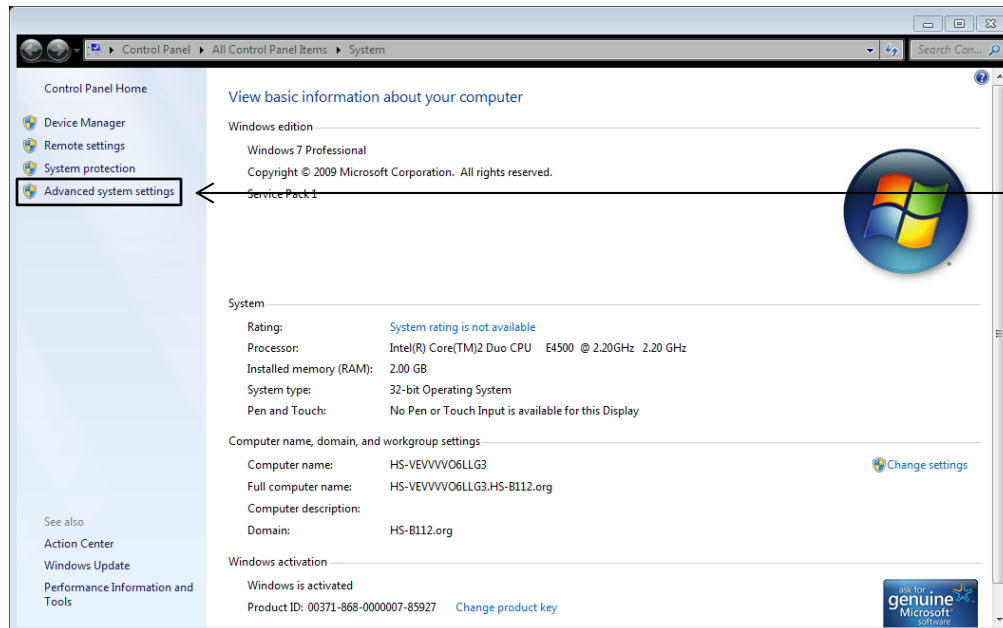 Control Panel ▸ All Control Panel Items ▸ System
Search Con...
Control Panel Home
Device Manager
Remote settings
System protection
Advanced system settings
View basic information about your computer
Windows edition
Windows 7 Professional
Copyright © 2009 Microsoft Corporation. All rights reserved.
Service Pack 1
System
Rating: System rating is not available
Processor: Intel(R) Core(TM)2 Duo CPU E4500 @ 2.20GHz 2.20 GHz
Installed memory (RAM): 2.00 GB
System type: 32-bit Operating System
Pen and Touch: No Pen or Touch Input is available for this Display
Computer name, domain, and workgroup settings
Computer name: HS-VEVVVVO6LLG3
Change settings
Full computer name: HS-VEVVVVO6LLG3.HS-B112.org
Computer description:
Domain: HS-B112.org
Windows activation
Windows is activated
Product ID: 00371-868-0000007-85927 Change product key
See also
Action Center
Windows Update
Performance Information and
Tools
ask for
genuine
Microsoft
software